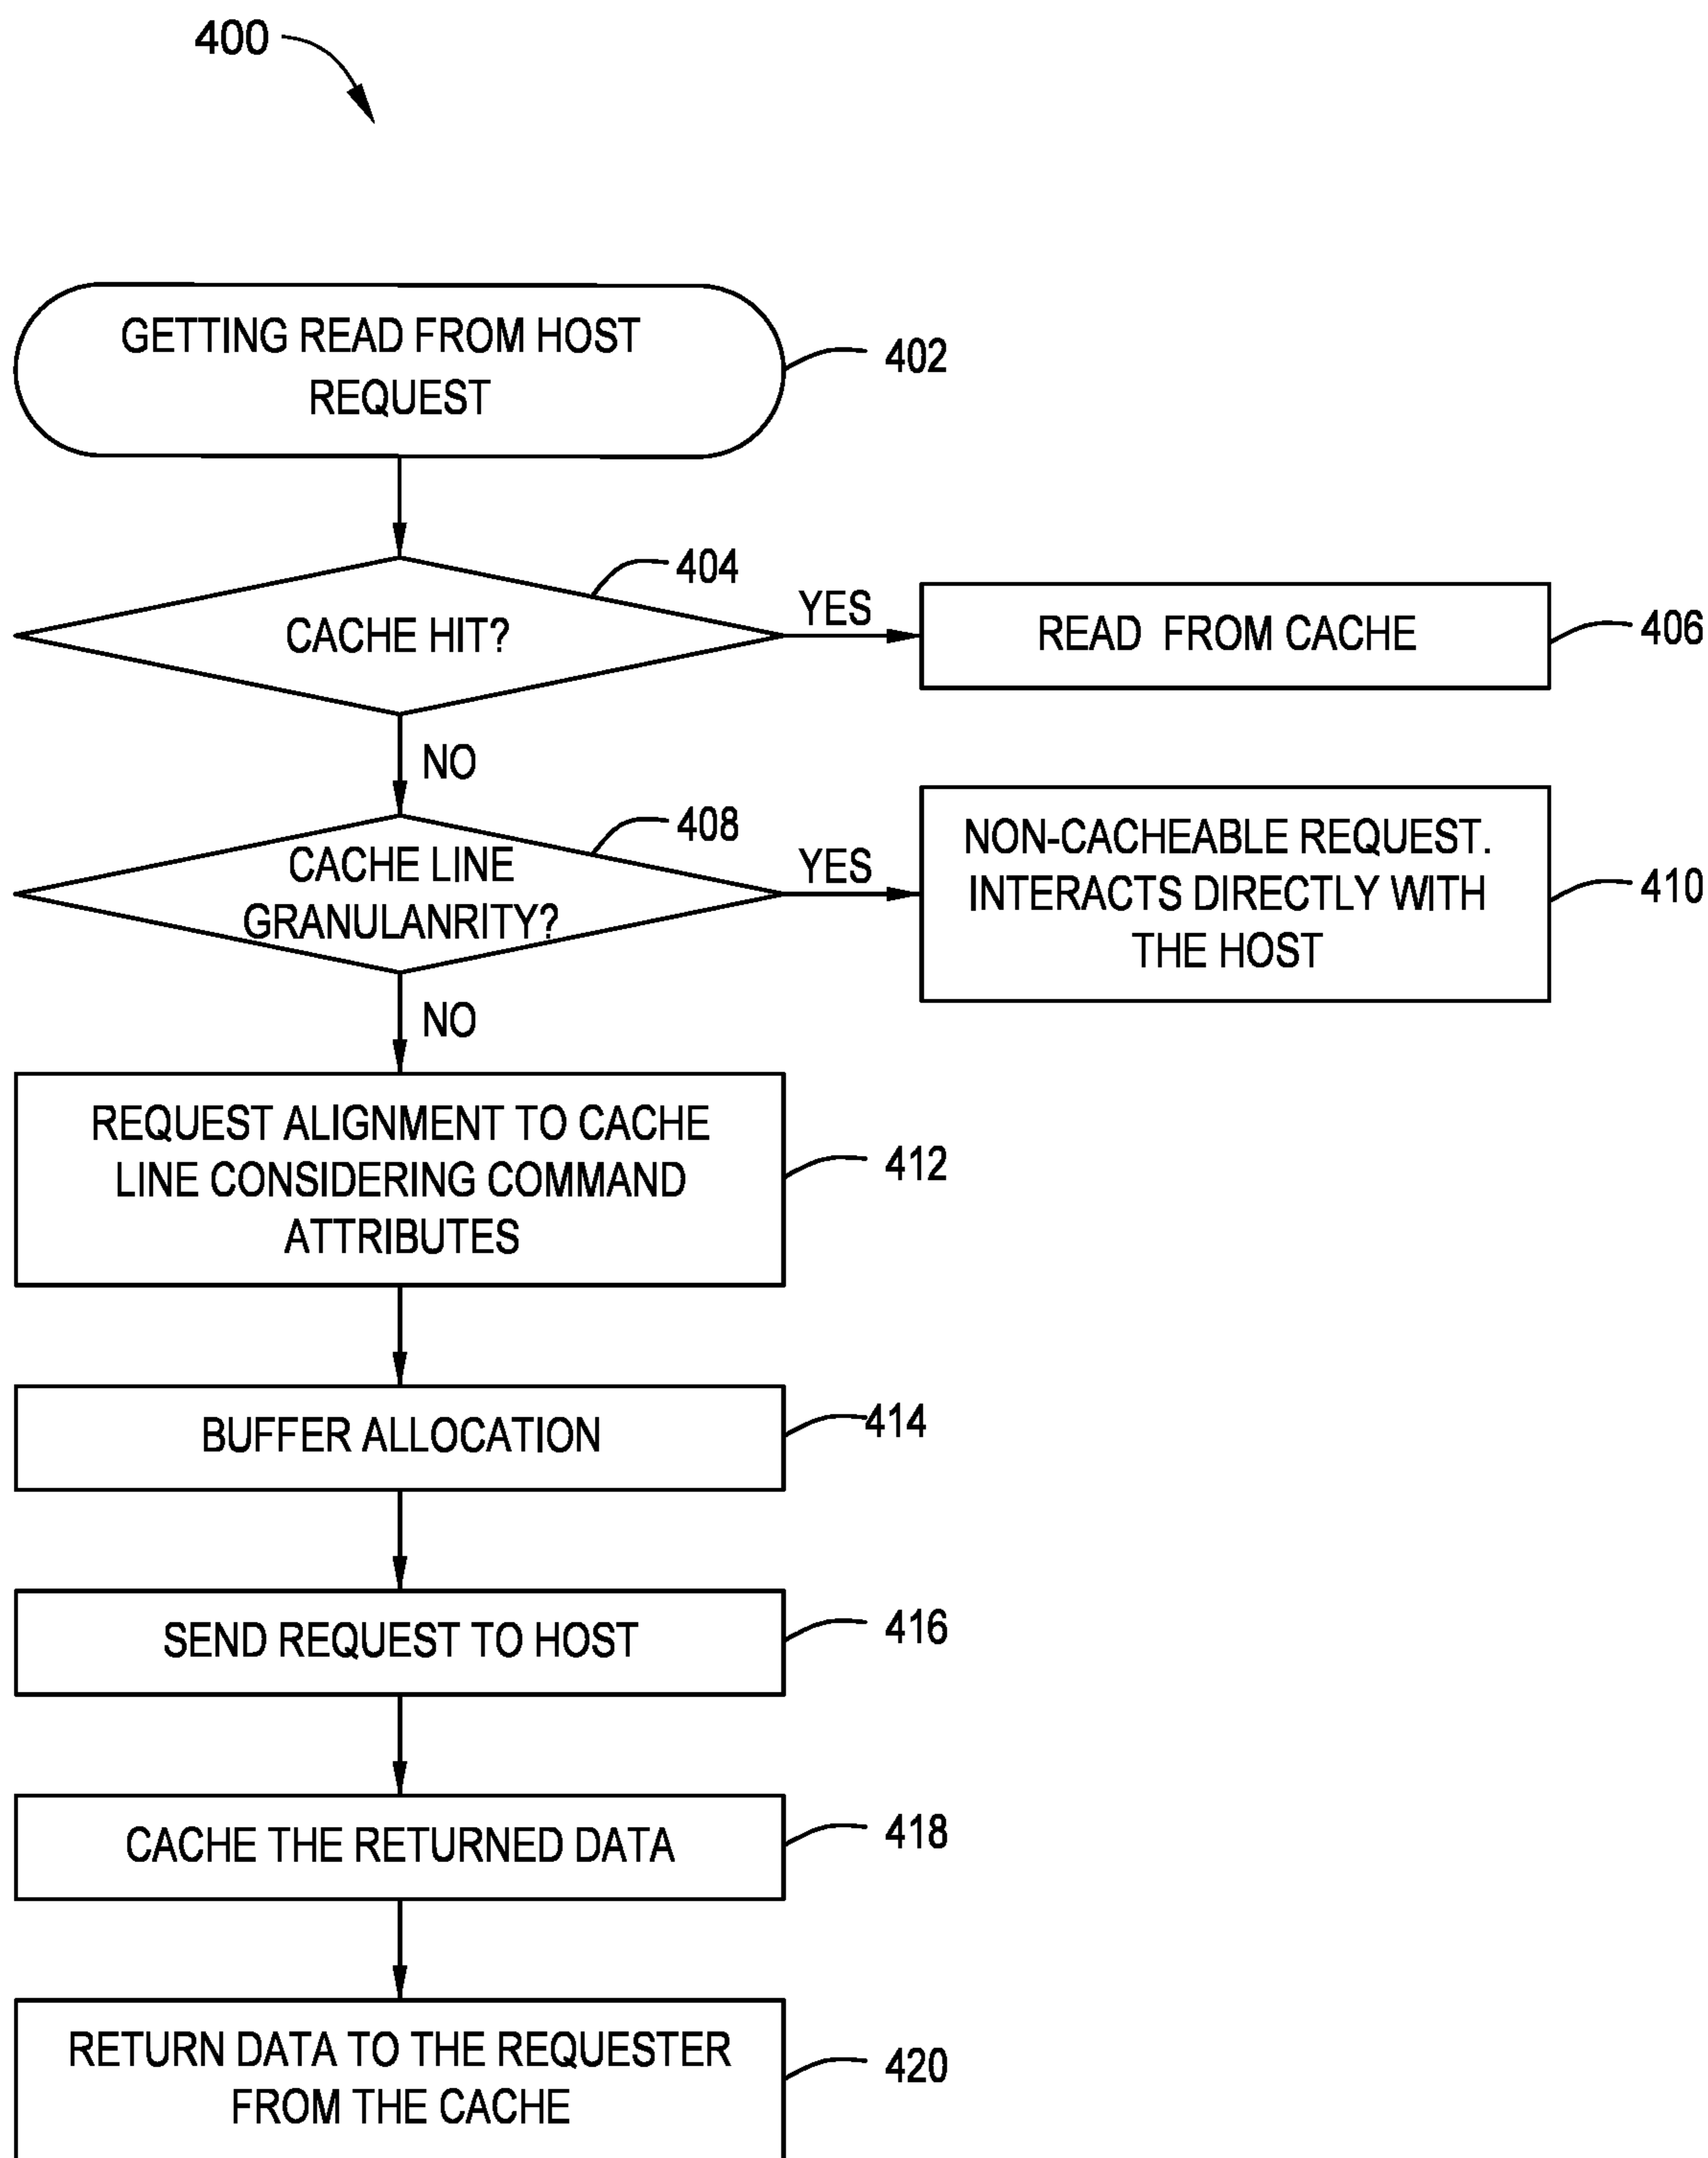 400
GETTING READ FROM HOST
REQUEST
402
404
CACHE HIT?
YES
READ FROM CACHE
406
NO
408
CACHE LINE
GRANULANRITY?
YES
NON-CACHEABLE REQUEST.
INTERACTS DIRECTLY WITH
THE HOST
410
NO
REQUEST ALIGNMENT TO CACHE
LINE CONSIDERING COMMAND
ATTRIBUTES
412
BUFFER ALLOCATION
414
SEND REQUEST TO HOST
416
CACHE THE RETURNED DATA
418
RETURN DATA TO THE REQUESTER
FROM THE CACHE
420